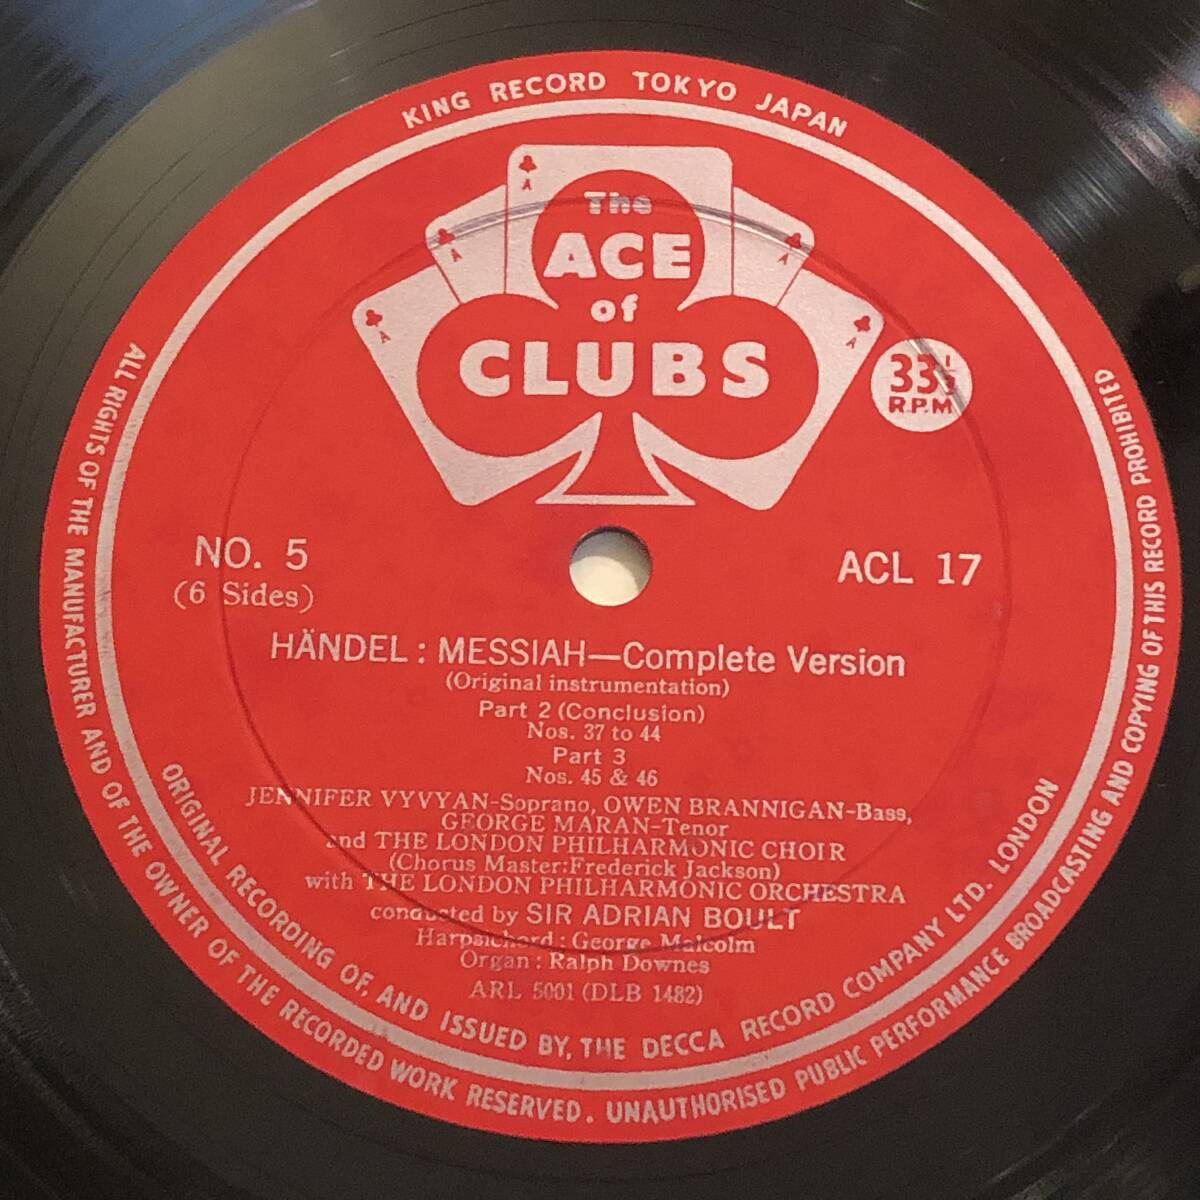 KING RECORD TOKYO JAPAN
The
ACE
of
CLUBS
A
A
A
A
A
33 1/3
R.P.M
NO. 5
(6 Sides)
ACL 17
HÄNDEL : MESSIAH—Complete Version
(Original instrumentation)
Part 2 (Conclusion)
Nos. 37 to 44
Part 3
Nos. 45 & 46
JENNIFER VYVYAN-Soprano, OWEN BRANNIGAN-Bass,
GEORGE MARAN-Tenor
and THE LONDON PHILHARMONIC CHOIR
(Chorus Master:Frederick Jackson)
with THE LONDON PHILHARMONIC ORCHESTRA
conducted by SIR ADRIAN BOULT
Harpsichord : George Malcolm
Organ : Ralph Downes
ARL 5001 (DLB 1482)
ORIGINAL RECORDING OF, AND ISSUED BY, THE DECCA RECORD COMPANY LTD. LONDON
ALL RIGHTS OF THE MANUFACTURER AND OF THE OWNER OF THE RECORDED WORK RESERVED. UNAUTHORISED PUBLIC PERFORMANCE BROADCASTING AND COPYING OF THIS RECORD PROHIBITED